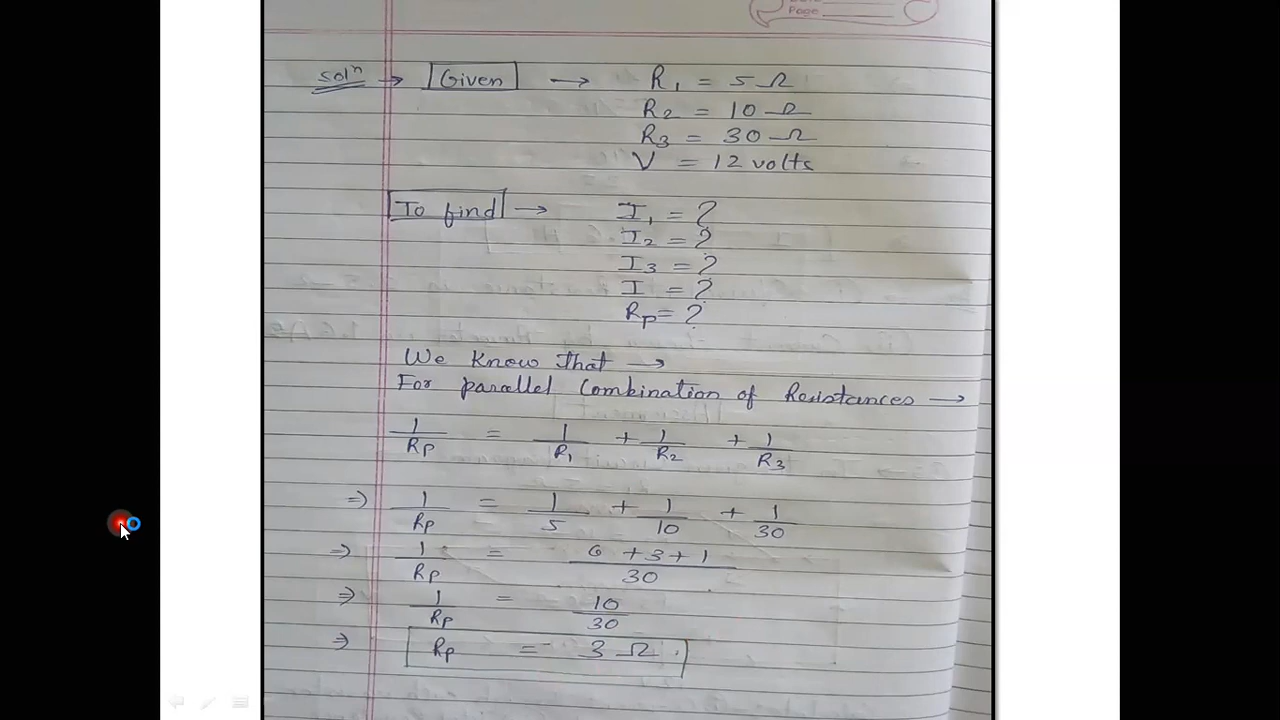 Page
Solⁿ → Given → R₁ = 5 Ω
R₂ = 10 Ω
R₃ = 30 Ω
V = 12 volts
To find → I₁ = ?
I₂ = ?
I₃ = ?
I = ?
Rp = ?
We know that →
For parallel Combination of Resistances →
1/Rp = 1/R₁ + 1/R₂ + 1/R₃
⇒ 1/Rp = 1/5 + 1/10 + 1/30
⇒ 1/Rp = 6 + 3 + 1 / 30
⇒ 1/Rp = 10/30
⇒ Rp = 3 Ω.